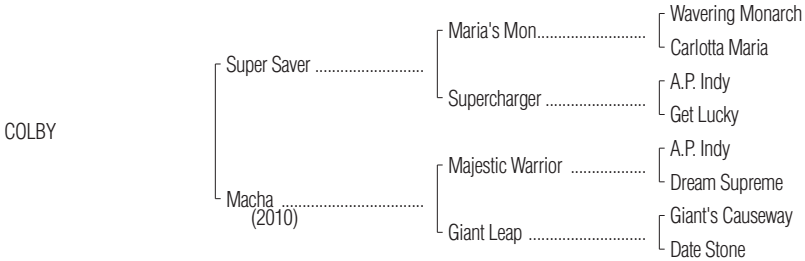 Wavering Monarch
Maria's Mon..........................
Carlotta Maria
Super Saver ..........................
A.P. Indy
Supercharger ........................
Get Lucky
COLBY
A.P. Indy
Majestic Warrior ..................
Dream Supreme
Macha ..................................
(2010)
Giant's Causeway
Giant Leap ............................
Date Stone